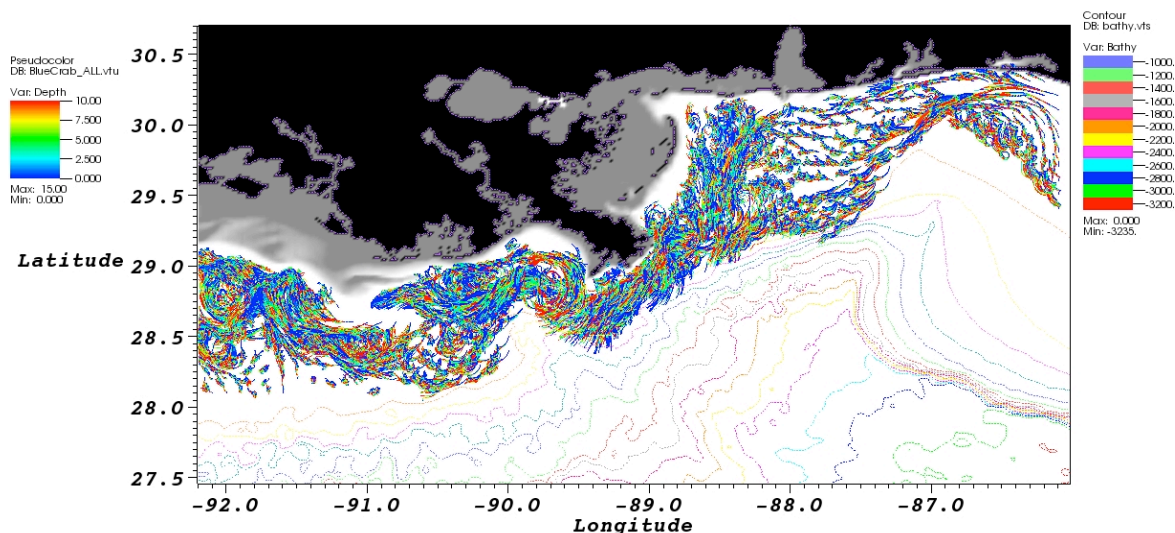 Pseudocolor
DB: BlueCrab_ALL.vtu
Var: Depth
10.00
7.500
5.000
2.500
0.000
Max: 15.00
Min: 0.000
30.5
30.0
29.5
29.0
28.5
28.0
27.5
Latitude
-92.0 -91.0 -90.0 -89.0 -88.0 -87.0
Longitude
Contour
DB: bathy.vts
Var: Bathy
-1000.
-1200.
-1400.
-1600.
-1800.
-2000.
-2200.
-2400.
-2600.
-2800.
-3000.
-3200.
Max: 0.000
Min: -3235.